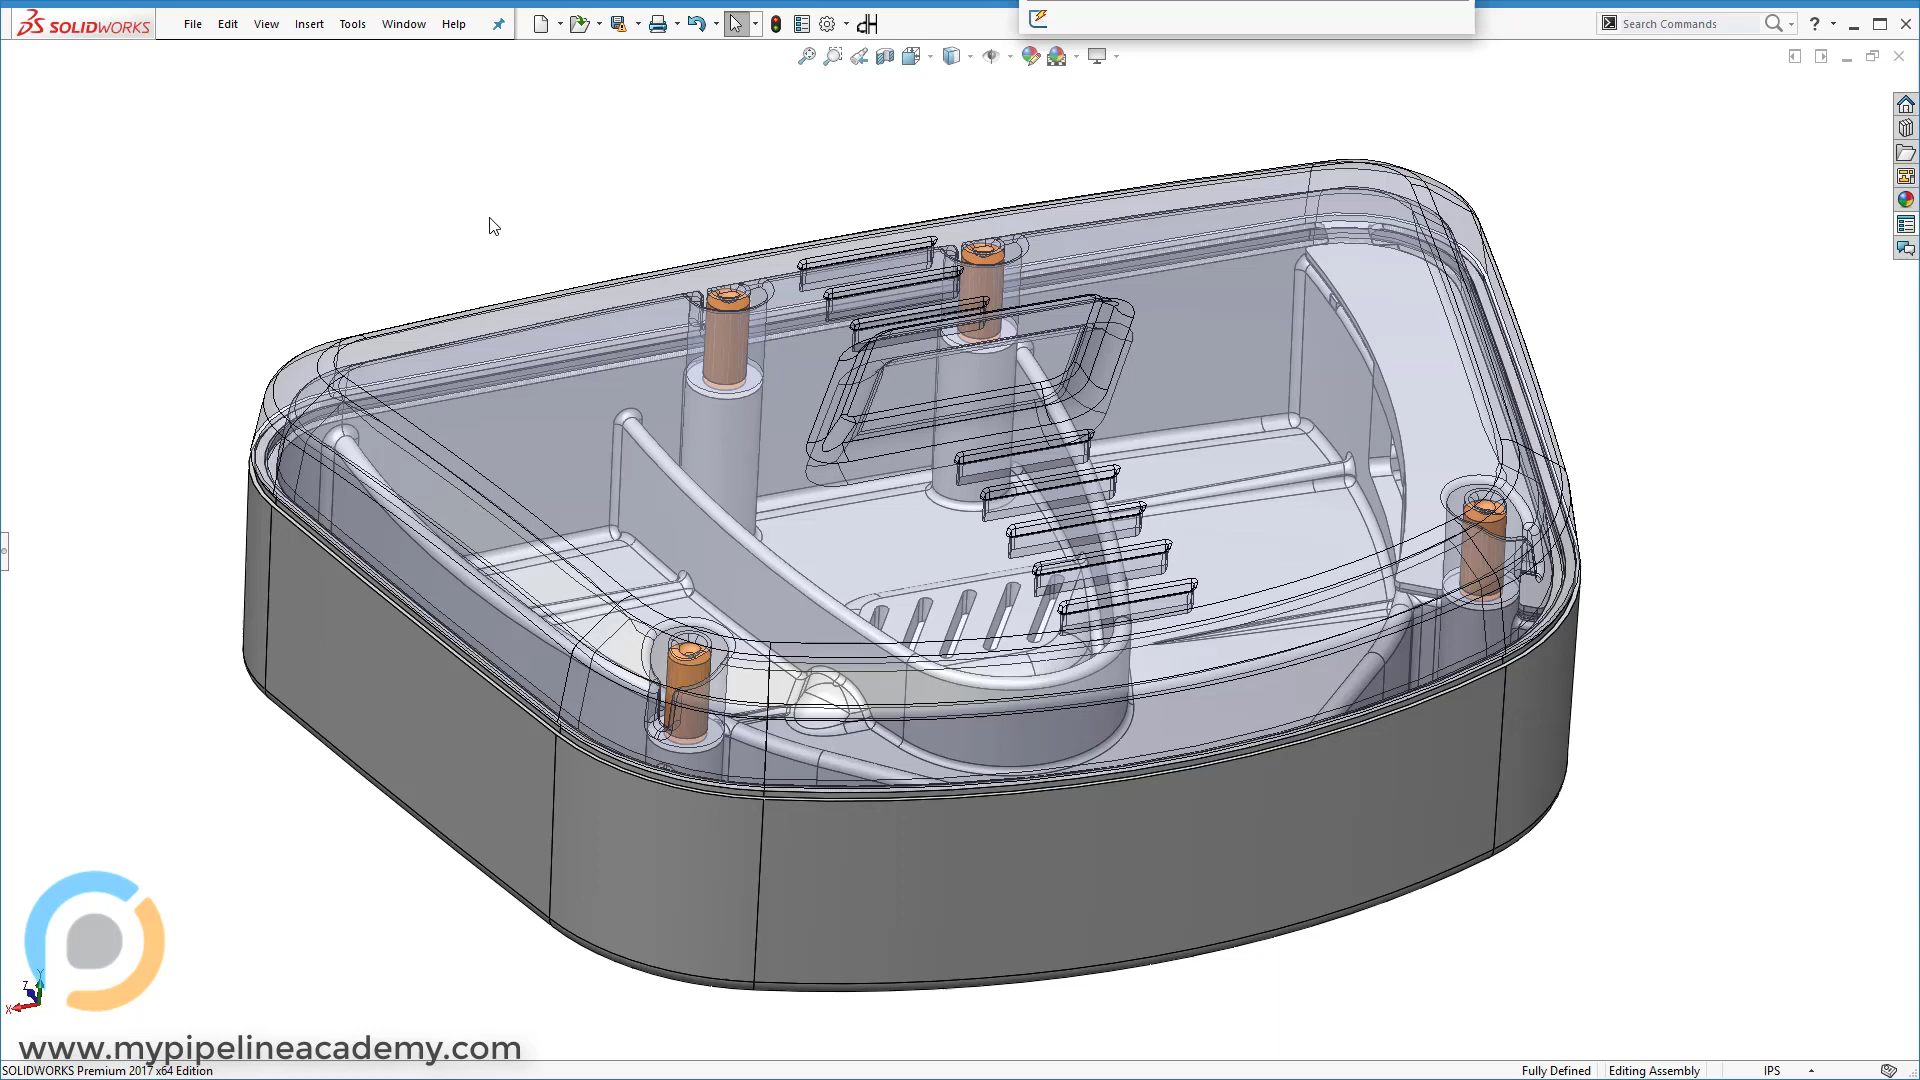 SOLIDWORKS
File Edit View Insert Tools Window Help
Search Commands
?
Y
Z
X
www.mypipelineacademy.com
SOLIDWORKS Premium 2017 x64 Edition
Fully Defined Editing Assembly IPS